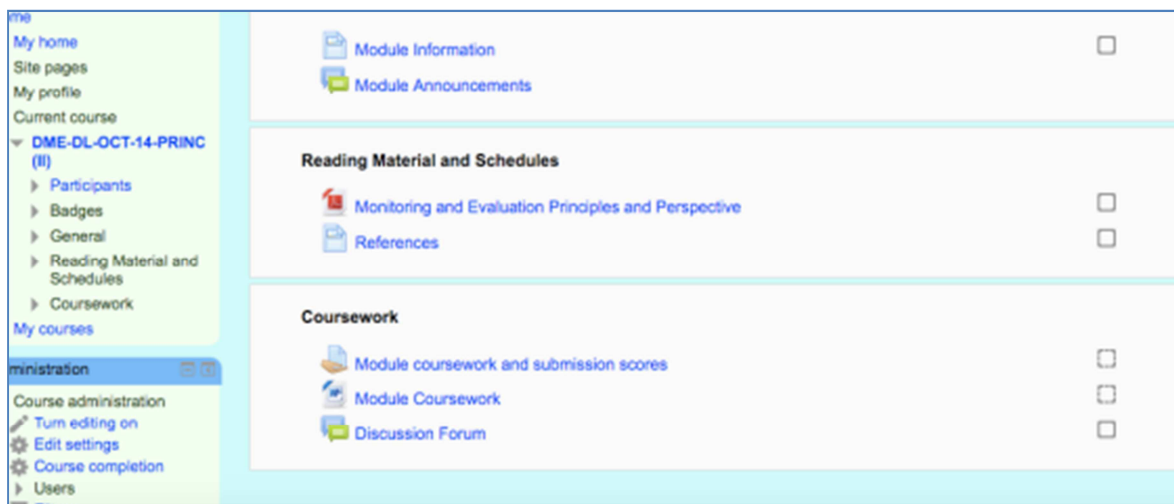 me
My home
Site pages
My profile
Current course
DME-DL-OCT-14-PRINC
(II)
Participants
Badges
General
Reading Material and
Schedules
Coursework
My courses
ministration
Course administration
Turn editing on
Edit settings
Course completion
Users
Module Information
Module Announcements
Reading Material and Schedules
Monitoring and Evaluation Principles and Perspective
References
Coursework
Module coursework and submission scores
Module Coursework
Discussion Forum